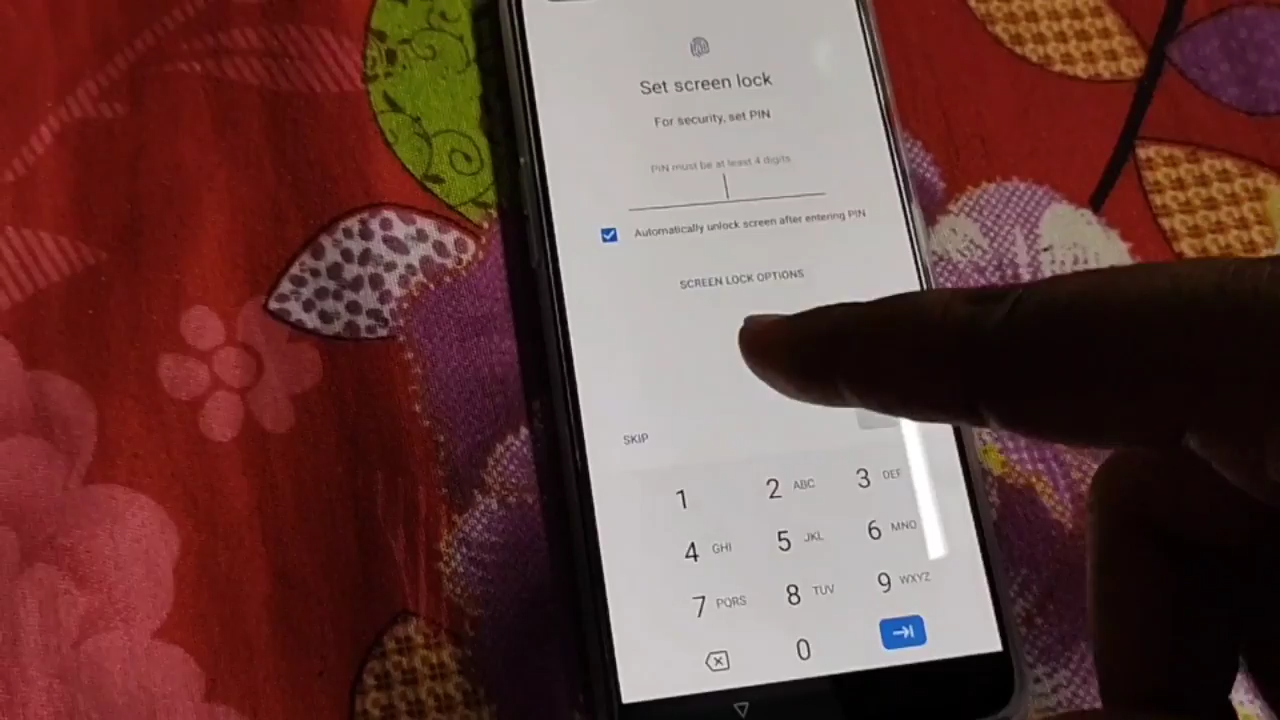 Set screen lock
For security, set PIN
PIN must be at least 4 digits
Automatically unlock screen after entering PIN
SCREEN LOCK OPTIONS
SKIP
1 2 ABC 3 DEF
4 GHI 5 JKL 6 MNO
7 PQRS 8 TUV 9 WXYZ
0